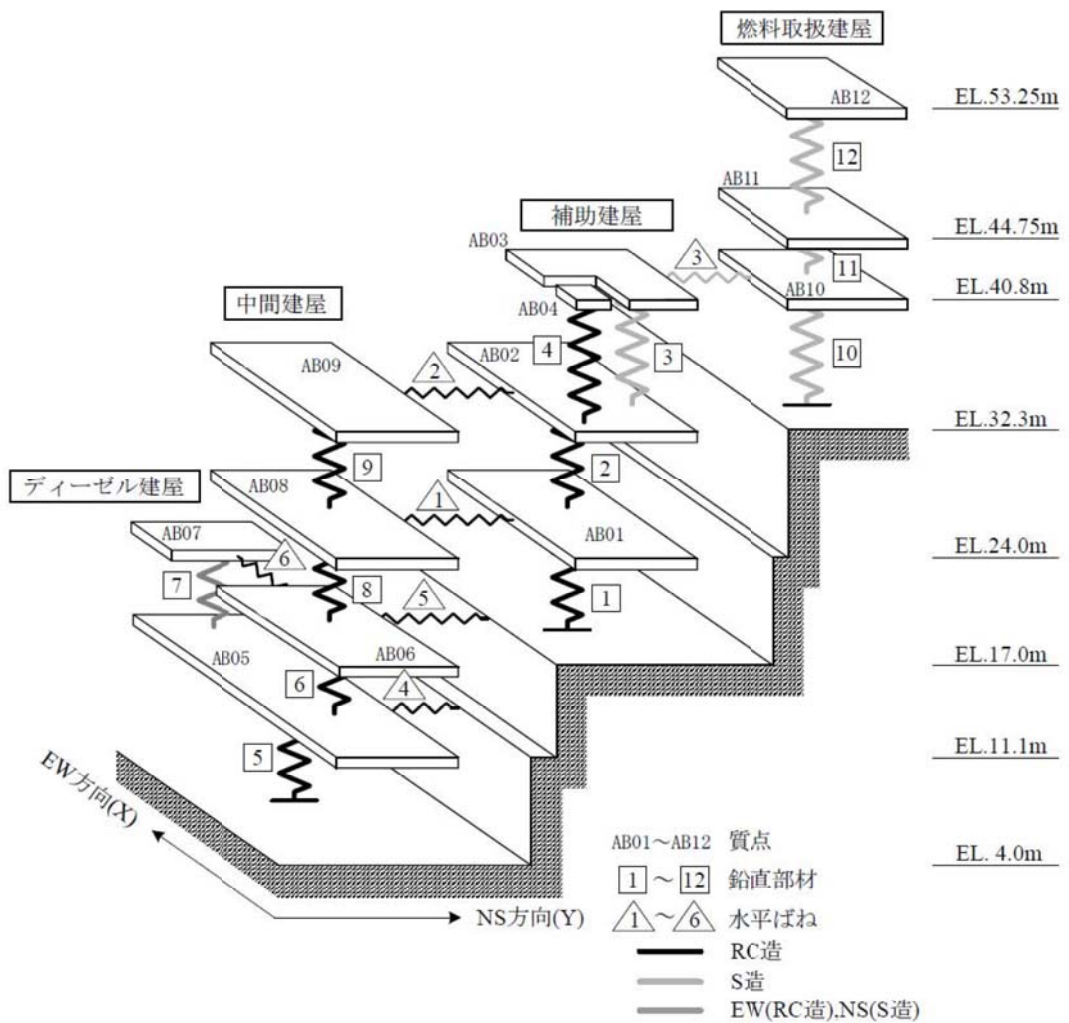 燃料取扱建屋
AB12
EL.53.25m
12
AB11
補助建屋
EL.44.75m
AB03
3
11
AB10
EL.40.8m
中間建屋
AB04
4
3
10
AB09
2
AB02
EL.32.3m
9
2
ディーゼル建屋
AB08
1
AB07
6
AB01
EL.24.0m
7
8
5
1
AB05
AB06
EL.17.0m
6
4
5
EL.11.1m
EW方向(X)
NS方向(Y)
AB01～AB12 質点
EL. 4.0m
1～12 鉛直部材
1～6 水平ばね
RC造
S造
EW(RC造),NS(S造)